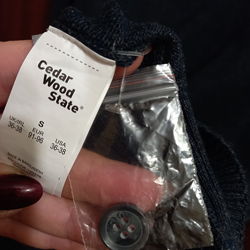 Cedar
Wood
State®
S
UK/IRL
36-38
EUR
91-96
USA
36-38